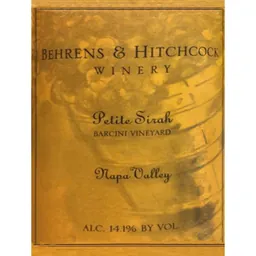 BEHRENS & HITCHCOCK
WINERY
Petite Sirah
BARCINI VINEYARD
Napa Valley
ALC. 14.1% BY VOL.